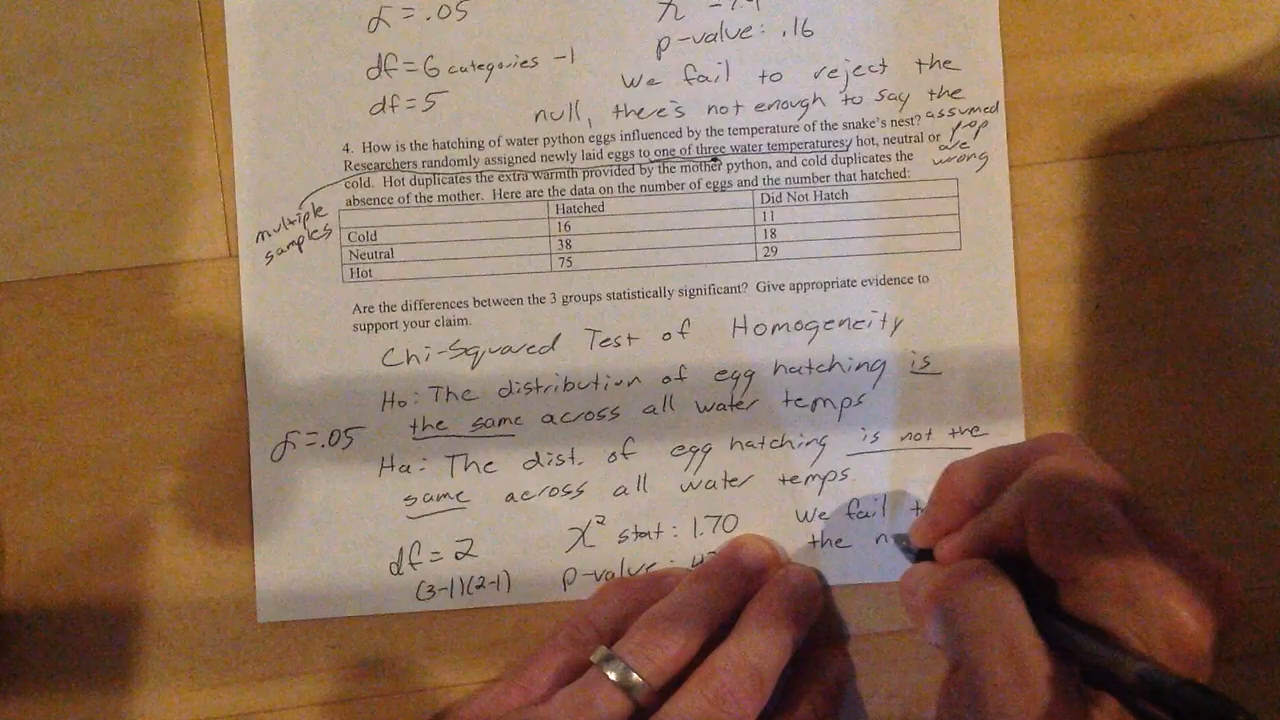 α = .05
df = 6 categories - 1
p-value: .16
df = 5
We fail to reject the
null, there's not enough to say the
assumed
pop
are
wrong
4. How is the hatching of water python eggs influenced by the temperature of the snake's nest?
Researchers randomly assigned newly laid eggs to one of three water temperatures; hot, neutral or
cold. Hot duplicates the extra warmth provided by the mother python, and cold duplicates the
absence of the mother. Here are the data on the number of eggs and the number that hatched:
multiple
samples
Hatched Did Not Hatch
Cold 16 11
Neutral 38 18
Hot 75 29
Are the differences between the 3 groups statistically significant? Give appropriate evidence to
support your claim.
Chi-Squared Test of Homogeneity
Ho: The distribution of egg hatching is
the same across all water temps
α = .05
Ha: The dist. of egg hatching is not the
same across all water temps.
df = 2
(3-1)(2-1)
χ² stat: 1.70
p-value:
We fail
the